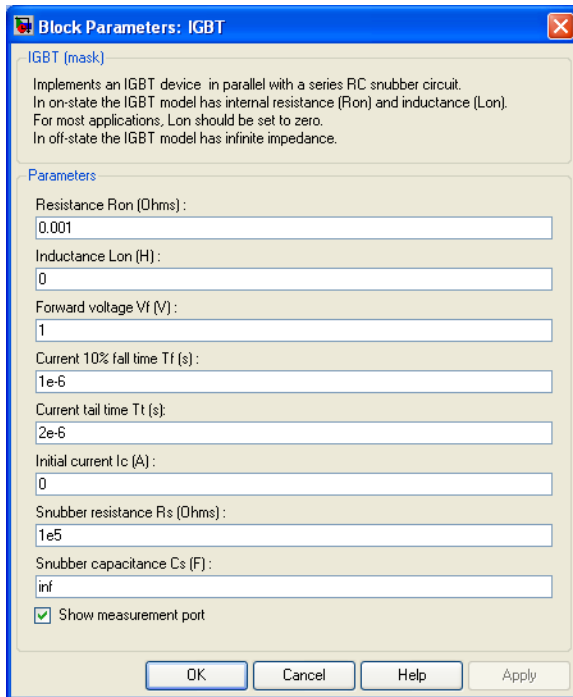 Block Parameters: IGBT
IGBT (mask)
Implements an IGBT device in parallel with a series RC snubber circuit.
In on-state the IGBT model has internal resistance (Ron) and inductance (Lon).
For most applications, Lon should be set to zero.
In off-state the IGBT model has infinite impedance.
Parameters
Resistance Ron (Ohms) :
0.001
Inductance Lon (H) :
0
Forward voltage Vf (V) :
1
Current 10% fall time Tf (s) :
1e-6
Current tail time Tt (s):
2e-6
Initial current Ic (A) :
0
Snubber resistance Rs (Ohms) :
1e5
Snubber capacitance Cs (F) :
inf
Show measurement port
OK Cancel Help Apply